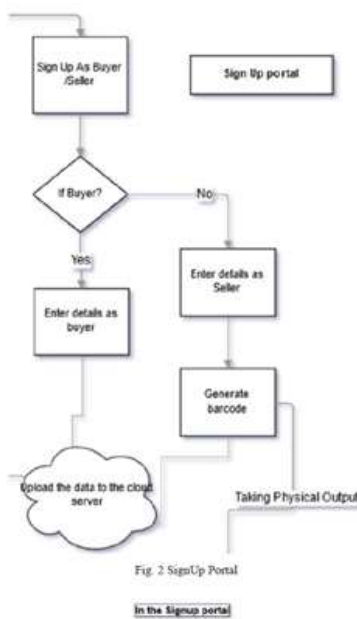 Sign Up As Buyer
/Seller
Sign Up portal
If Buyer?
No
Yes
Enter details as
Seller
Enter details as
buyer
Generate
barcode
Upload the data to the cloud
server
Taking Physical Output
Fig. 2 SignUp Portal
In the Signup portal